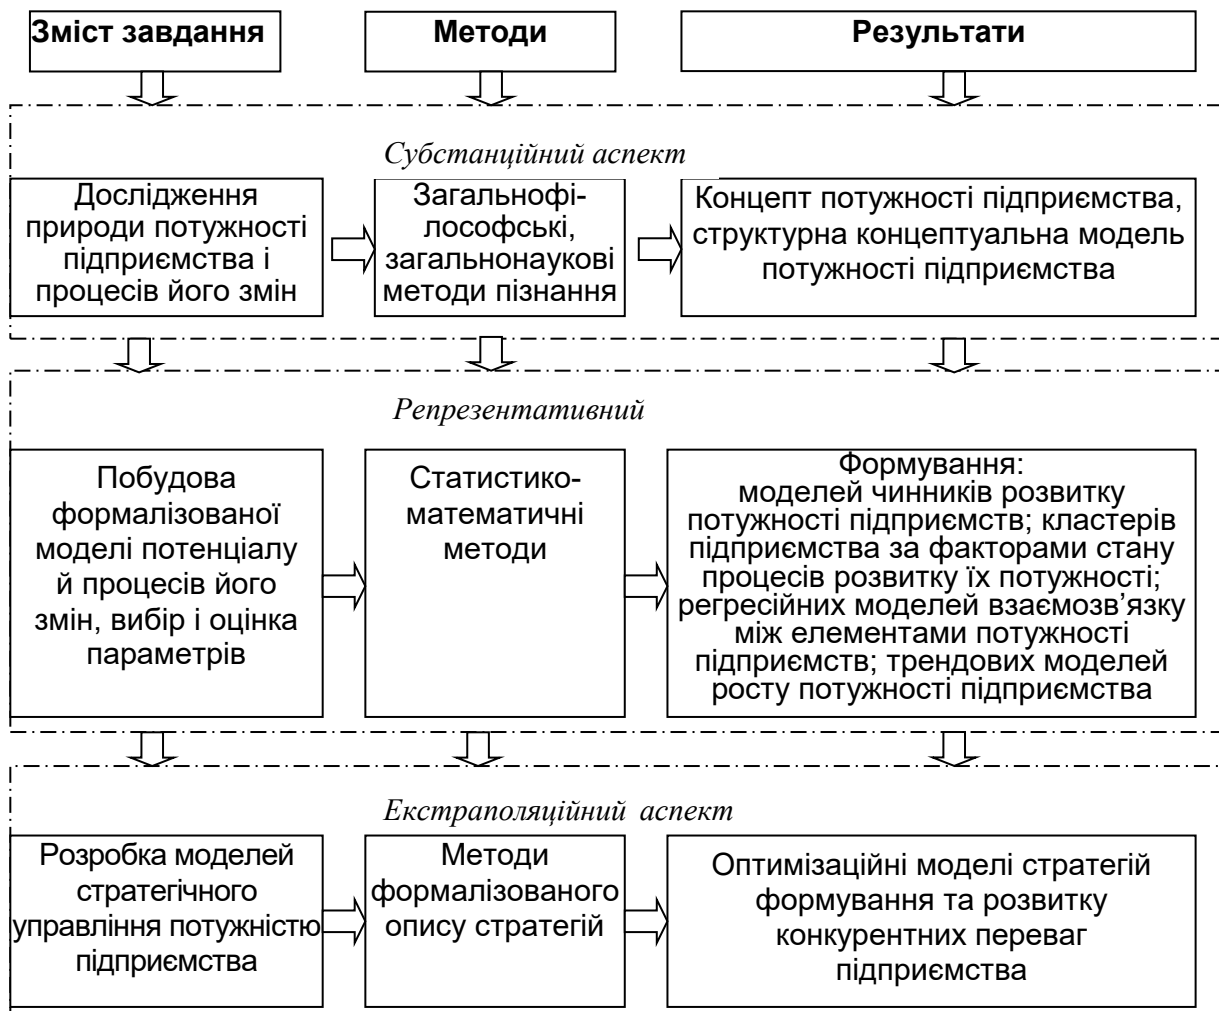 Зміст завдання
Методи
Результати
Субстанційний аспект
Дослідження
природи потужності
підприємства і
процесів його змін
Загальнофі-
лософські,
загальнонаукові
методи пізнання
Концепт потужності підприємства,
структурна концептуальна модель
потужності підприємства
Репрезентативний
Побудова
формалізованої
моделі потенціалу
й процесів його
змін, вибір і оцінка
параметрів
Статистико-
математичні
методи
Формування:
моделей чинників розвитку
потужності підприємств; кластерів
підприємства за факторами стану
процесів розвитку їх потужності;
регресійних моделей взаємозв’язку
між елементами потужності
підприємств; трендових моделей
росту потужності підприємства
Екстраполяційний аспект
Розробка моделей
стратегічного
управління потужністю
підприємства
Методи
формалізованого
опису стратегій
Оптимізаційні моделі стратегій
формування та розвитку
конкурентних переваг
підприємства